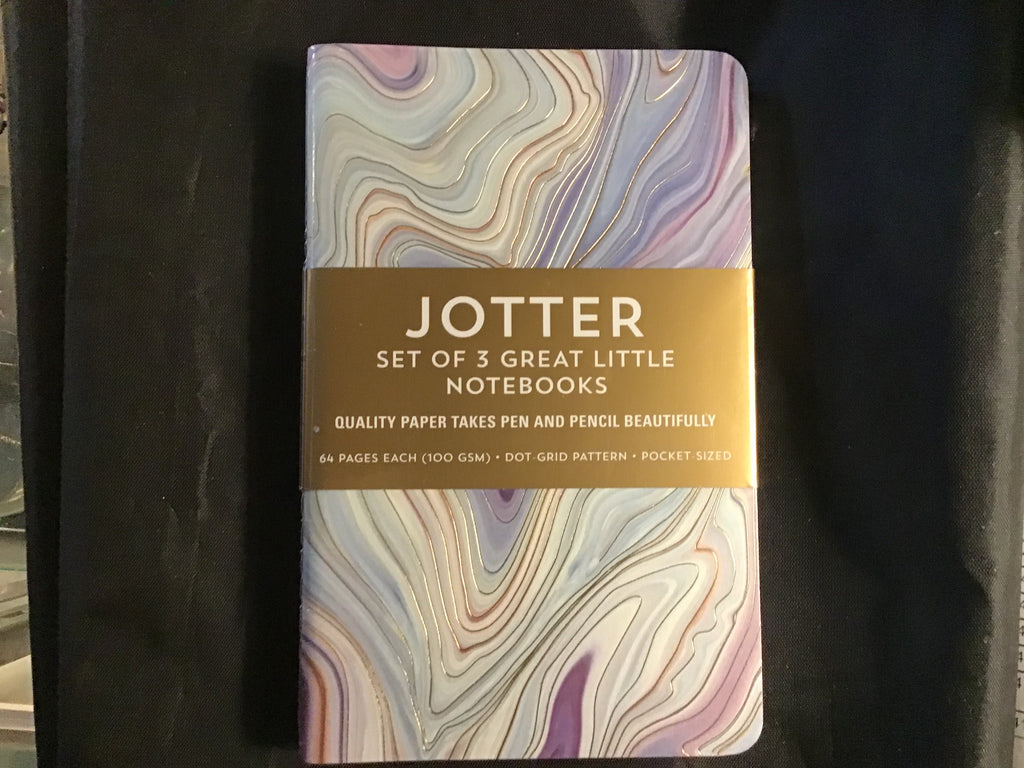 JOTTER
SET OF 3 GREAT LITTLE
NOTEBOOKS
QUALITY PAPER TAKES PEN AND PENCIL BEAUTIFULLY
64 PAGES EACH (100 GSM) • DOT-GRID PATTERN • POCKET SIZED